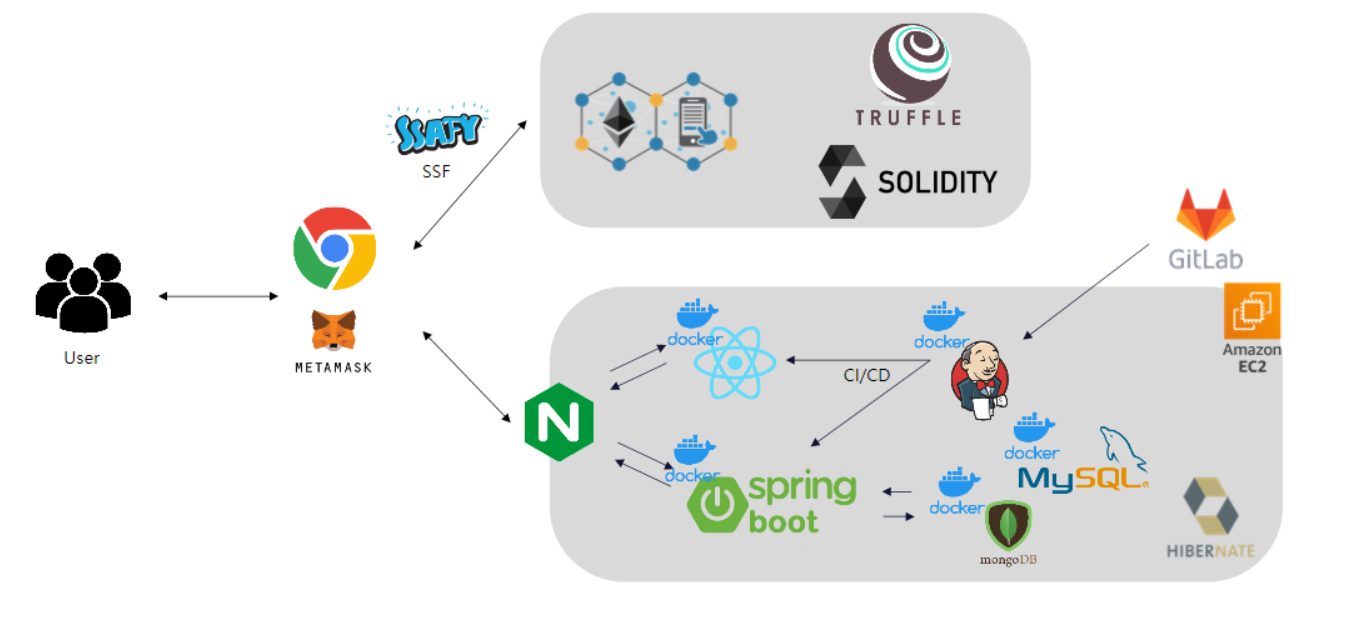 TRUFFLE
SSAFY
SSF
SOLIDITY
GitLab
User
METAMASK
docker
docker
Amazon
EC2
CI/CD
N
docker
docker
MySQL
spring
boot
docker
mongoDB
HIBERNATE